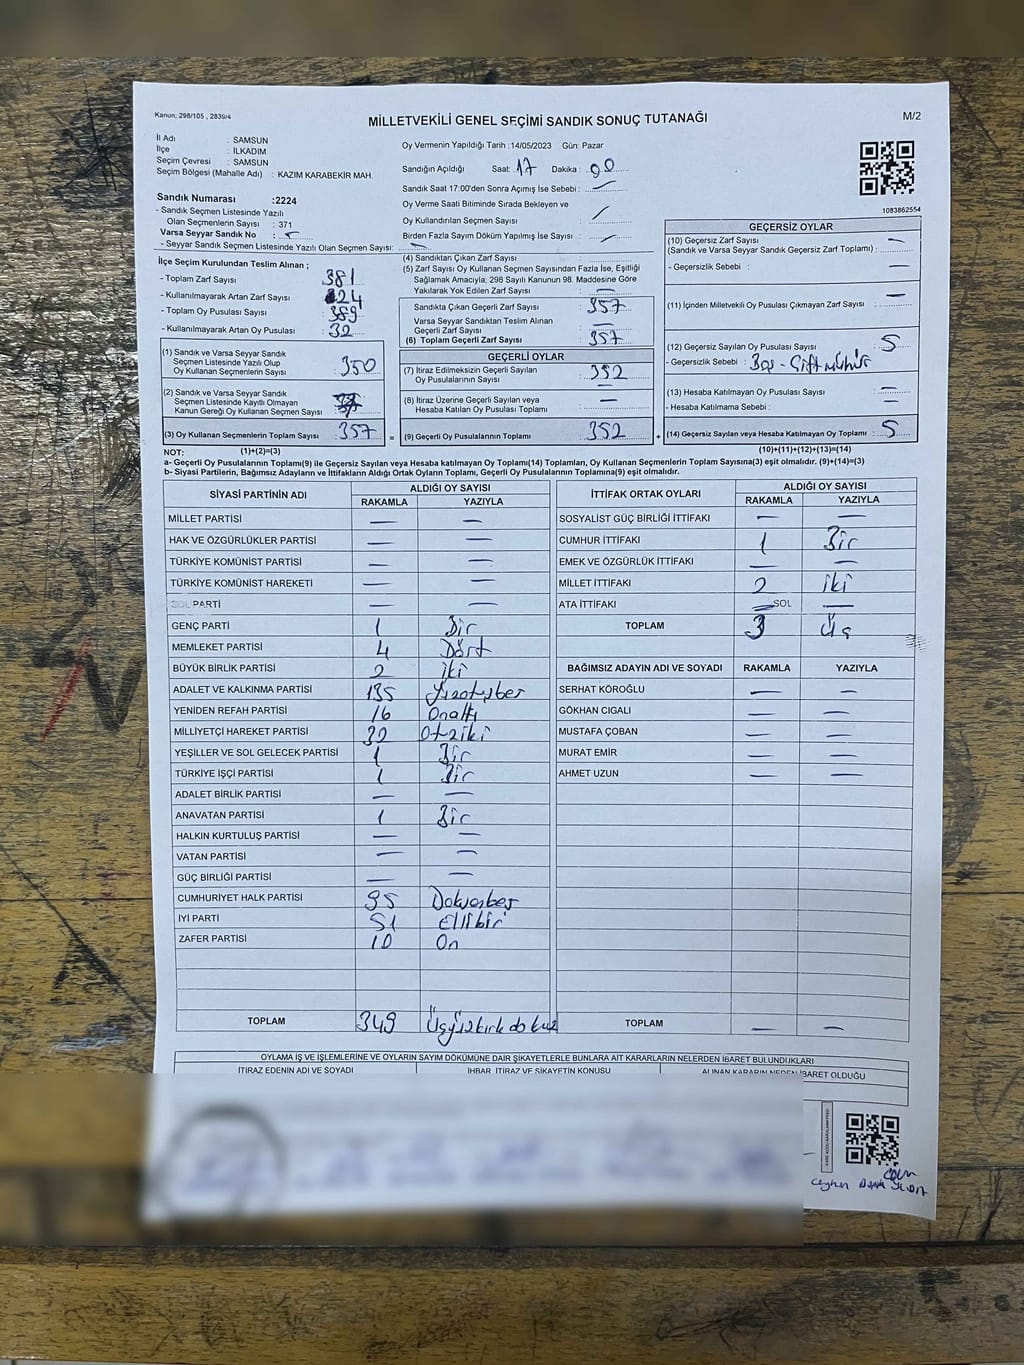 Kanun; 298/105 , 2839/4
MİLLETVEKİLİ GENEL SEÇİMİ SANDIK SONUÇ TUTANAĞI
M/2
İl Adı : SAMSUN
İlçe : İLKADIM
Seçim Çevresi : SAMSUN
Seçim Bölgesi (Mahalle Adı) : KAZIM KARABEKİR MAH.
Sandık Numarası :2224
- Sandık Seçmen Listesinde Yazılı
Olan Seçmenlerin Sayısı : 371
Varsa Seyyar Sandık No :
- Seyyar Sandık Seçmen Listesinde Yazılı Olan Seçmen Sayısı:
Oy Vermenin Yapıldığı Tarih :14/05/2023 Gün: Pazar
Sandığın Açıldığı Saat: 17 Dakika : 00
Sandık Saat 17:00'den Sonra Açımış İse Sebebi :
Oy Verme Saati Bitiminde Sırada Bekleyen ve
Oy Kullandırılan Seçmen Sayısı :
Birden Fazla Sayım Döküm Yapılmış İse Sayısı :
1083862554
İlçe Seçim Kurulundan Teslim Alınan ;
- Toplam Zarf Sayısı : 381
- Kullanılmayarak Artan Zarf Sayısı : 24
- Toplam Oy Pusulası Sayısı : 389
- Kullanılmayarak Artan Oy Pusulası : 32
(1) Sandık ve Varsa Seyyar Sandık
Seçmen Listesinde Yazılı Olup
Oy Kullanan Seçmenlerin Sayısı : 350
(2) Sandık ve Varsa Seyyar Sandık
Seçmen Listesinde Kayıtlı Olmayan
Kanun Gereği Oy Kullanan Seçmen Sayısı :
(3) Oy Kullanan Seçmenlerin Toplam Sayısı : 357
(4) Sandıktan Çıkan Zarf Sayısı :
(5) Zarf Sayısı Oy Kullanan Seçmen Sayısından Fazla İse, Eşitliği
Sağlamak Amacıyla; 298 Sayılı Kanunun 98. Maddesine Göre
Yakılarak Yok Edilen Zarf Sayısı :
Sandıkta Çıkan Geçerli Zarf Sayısı : 357
Varsa Seyyar Sandıktan Teslim Alınan
Geçerli Zarf Sayısı :
(6) Toplam Geçerli Zarf Sayısı : 357
GEÇERLİ OYLAR
(7) İtiraz Edilmeksizin Geçerli Sayılan
Oy Pusulalarının Sayısı : 352
(8) İtiraz Üzerine Geçerli Sayılan veya
Hesaba Katılan Oy Pusulası Toplamı :
= (9) Geçerli Oy Pusulalarının Toplamı : 352 +
GEÇERSİZ OYLAR
(10) Geçersiz Zarf Sayısı
(Sandık ve Varsa Seyyar Sandık Geçersiz Zarf Toplamı) :
- Geçersizlik Sebebi :
(11) İçinden Milletvekili Oy Pusulası Çıkmayan Zarf Sayısı :
(12) Geçersiz Sayılan Oy Pusulası Sayısı : 5
- Geçersizlik Sebebi : Boş - Çift mühür
(13) Hesaba Katılmayan Oy Pusulası Sayısı :
- Hesaba Katılmama Sebebi :
(14) Geçersiz Sayılan veya Hesaba Katılmayan Oy Toplamı : 5
NOT: (1)+(2)=(3) (10)+(11)+(12)+(13)=(14)
a- Geçerli Oy Pusulalarının Toplamı(9) ile Geçersiz Sayılan veya Hesaba katılmayan Oy Toplamı(14) Toplamları, Oy Kullanan Seçmenlerin Toplam Sayısına(3) eşit olmalıdır. (9)+(14)=(3)
b- Siyasi Partilerin, Bağımsız Adayların ve İttifakların Aldığı Ortak Oyların Toplamı, Geçerli Oy Pusulalarının Toplamına(9) eşit olmalıdır.
SİYASİ PARTİNİN ADI ALDIĞI OY SAYISI
RAKAMLA YAZIYLA
MİLLET PARTİSİ — —
HAK VE ÖZGÜRLÜKLER PARTİSİ — —
TÜRKİYE KOMÜNİST PARTİSİ — —
TÜRKİYE KOMÜNİST HAREKETİ — —
SOL PARTİ — —
GENÇ PARTİ 1 Bir
MEMLEKET PARTİSİ 4 Dört
BÜYÜK BİRLİK PARTİSİ 2 İki
ADALET VE KALKINMA PARTİSİ 135 Yüzotuzbeş
YENİDEN REFAH PARTİSİ 16 Onaltı
MİLLİYETÇİ HAREKET PARTİSİ 32 Otuziki
YEŞİLLER VE SOL GELECEK PARTİSİ 1 Bir
TÜRKİYE İŞÇİ PARTİSİ 1 Bir
ADALET BİRLİK PARTİSİ — —
ANAVATAN PARTİSİ 1 Bir
HALKIN KURTULUŞ PARTİSİ — —
VATAN PARTİSİ — —
GÜÇ BİRLİĞİ PARTİSİ — —
CUMHURİYET HALK PARTİSİ 95 Doksanbeş
İYİ PARTİ 51 Ellibir
ZAFER PARTİSİ 10 On
TOPLAM 349 Üçyüzkırkdokuz
İTTİFAK ORTAK OYLARI ALDIĞI OY SAYISI
RAKAMLA YAZIYLA
SOSYALİST GÜÇ BİRLİĞİ İTTİFAKI — —
CUMHUR İTTİFAKI 1 Bir
EMEK VE ÖZGÜRLÜK İTTİFAKI — —
MİLLET İTTİFAKI 2 iki
ATA İTTİFAKI — SOL —
TOPLAM 3 Üç
BAĞIMSIZ ADAYIN ADI VE SOYADI RAKAMLA YAZIYLA
SERHAT KÖROĞLU — —
GÖKHAN CIGALI — —
MUSTAFA ÇOBAN — —
MURAT EMİR — —
AHMET UZUN — —
TOPLAM — —
OYLAMA İŞ VE İŞLEMLERİNE VE OYLARIN SAYIM DÖKÜMÜNE DAİR ŞİKAYETLERLE BUNLARA AİT KARARLARIN NELERDEN İBARET BULUNDUKLARI
İTİRAZ EDENİN ADI VE SOYADI İHBAR, İTİRAZ VE ŞİKAYETİN KONUSU ALINAN KARARIN NEDEN İBARET OLDUĞU